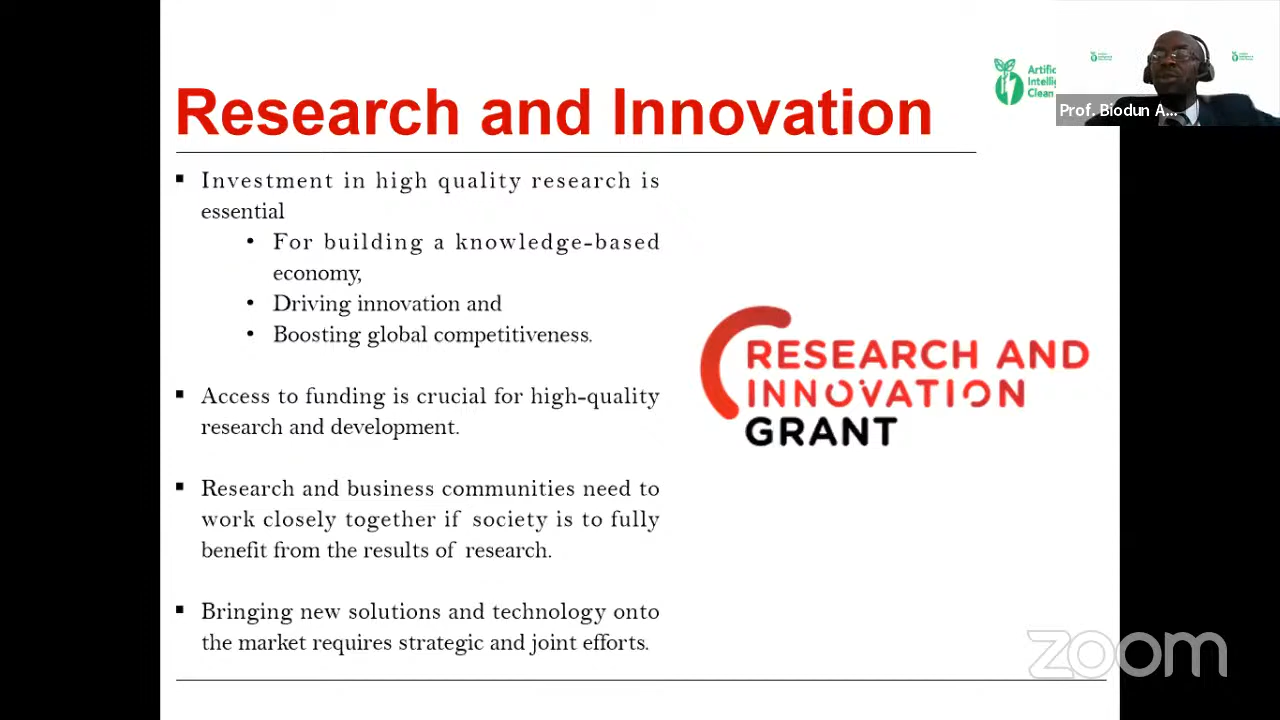 Research and Innovation
Investment in high quality research is
essential
For building a knowledge-based
economy,
Driving innovation and
Boosting global competitiveness.
Access to funding is crucial for high-quality
research and development.
Research and business communities need to
work closely together if society is to fully
benefit from the results of research.
Bringing new solutions and technology onto
the market requires strategic and joint efforts.
RESEARCH AND
INNOVATION
GRANT
Artific
Intellig
Clean
Prof. Biodun A...
zoom